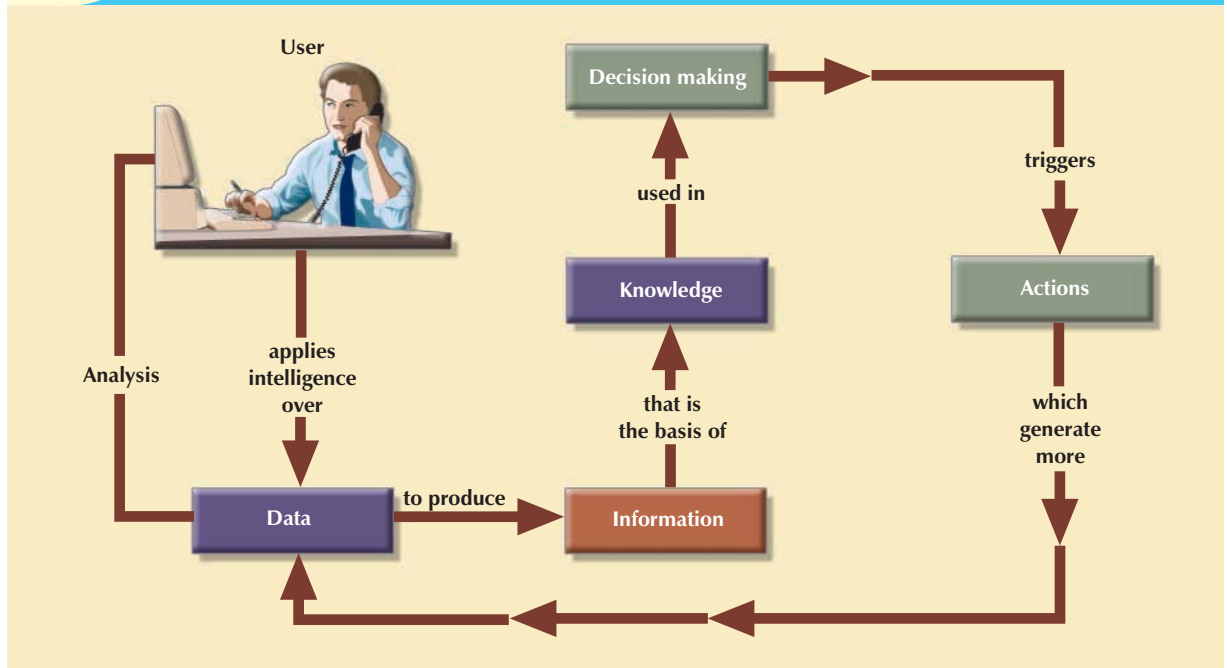 User
Analysis
applies
intelligence
over
Data
to produce
Information
that is
the basis of
Knowledge
used in
Decision making
triggers
Actions
which
generate
more